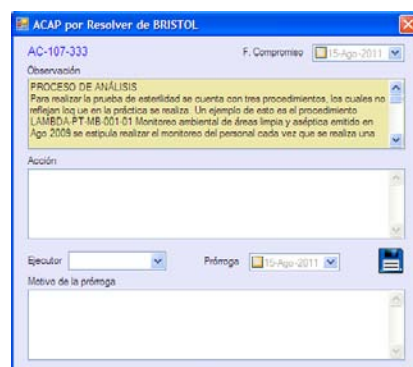 ACAP por Resolver de BRISTOL
AC-107-333 F. Compromiso 15-Ago-2011
Observación
PROCESO DE ANÁLISIS
Para realizar la prueba de esterilidad se cuenta con tres procedimientos, los cuales no
reflejan loq ue en la práctica se realiza. Un ejemplo de esto es el procedimiento
LAMBDA-PT-MB-001-01 Monitoreo ambiental de áreas limpia y aséptica emitido en
Ago 2009 se estipula realizar el monitoreo del personal cada vez que se realiza una
Acción
Ejecutor Prórroga 15-Ago-2011
Motivo de la prórroga